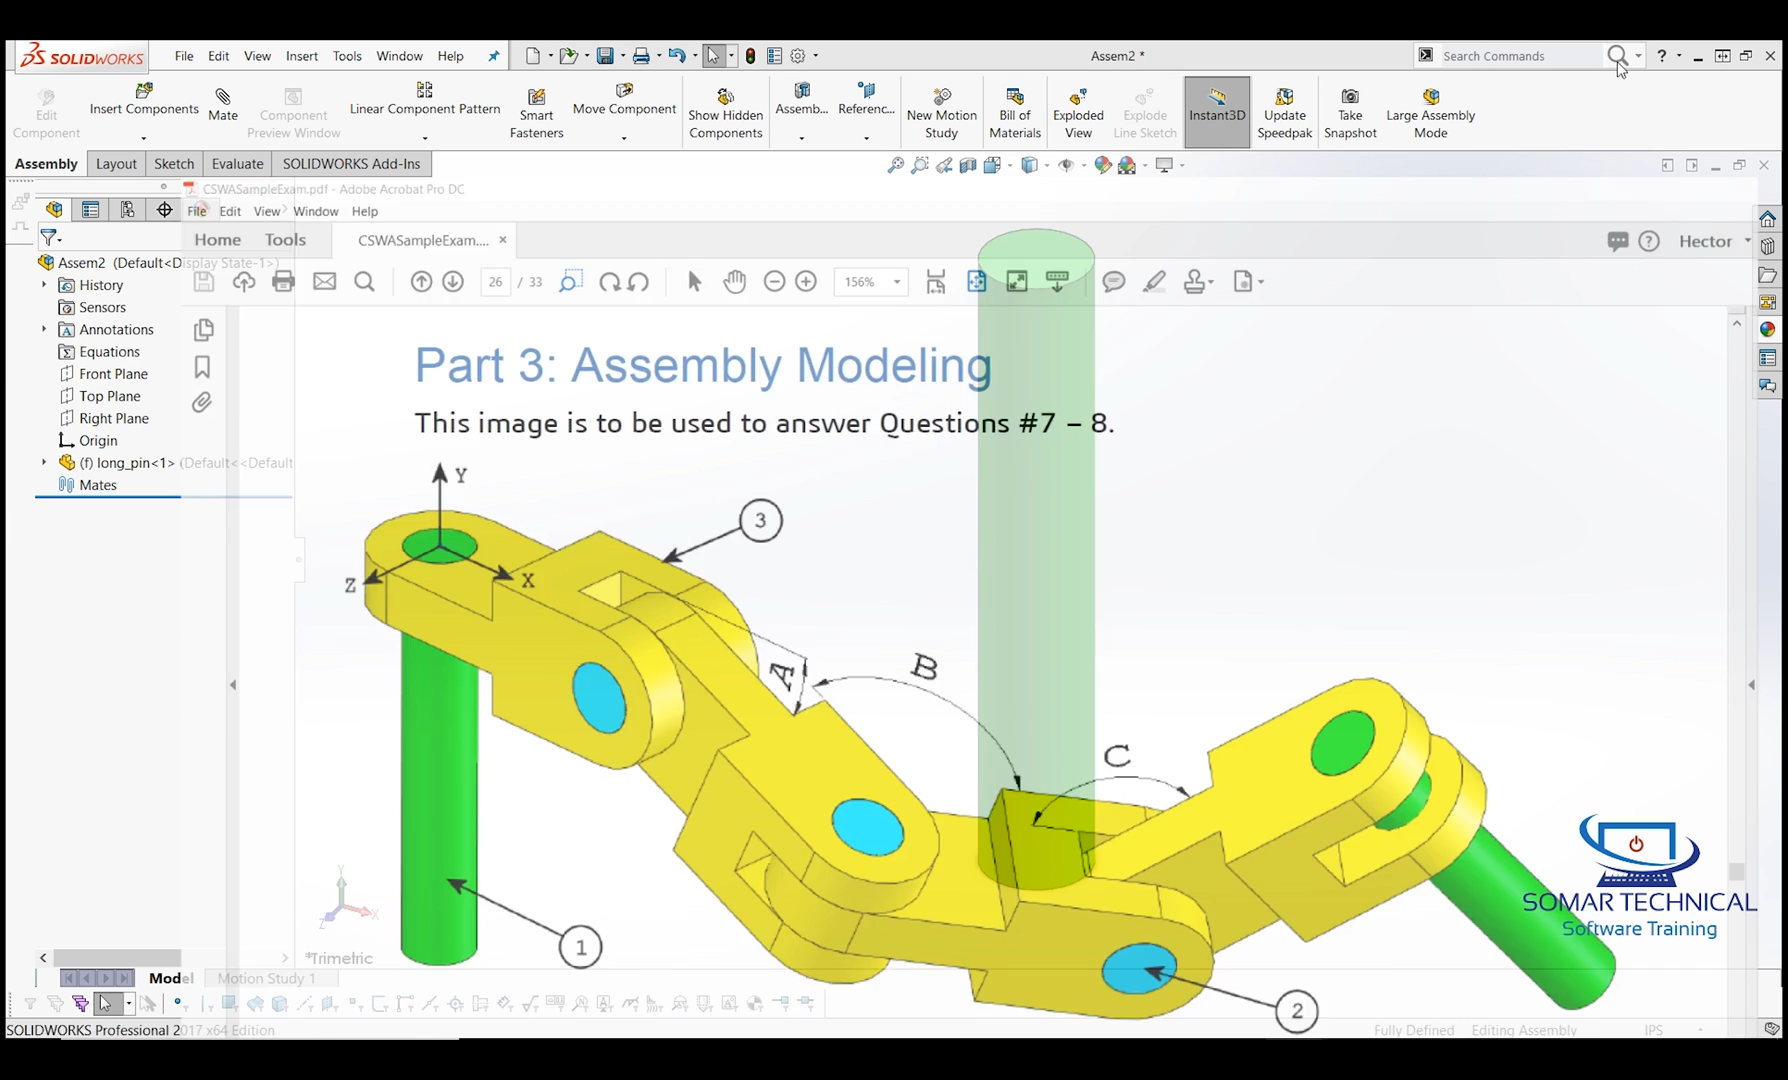 SOLIDWORKS File Edit View Insert Tools Window Help Assem2 * Search Commands ?
Edit Component
Insert Components
Mate
Component Preview Window
Linear Component Pattern
Smart Fasteners
Move Component
Show Hidden Components
Assemb...
Referenc...
New Motion Study
Bill of Materials
Exploded View
Explode Line Sketch
Instant3D
Update Speedpak
Take Snapshot
Large Assembly Mode
Assembly Layout Sketch Evaluate SOLIDWORKS Add-Ins
CSWASampleExam.pdf - Adobe Acrobat Pro DC
File Edit View Window Help
Home Tools CSWASampleExam.... × Hector
26 / 33 156%
Assem2 (Default<Display State-1>)
History
Sensors
Annotations
Equations
Front Plane
Top Plane
Right Plane
Origin
(f) long_pin<1> (Default<<Default
Mates
Part 3: Assembly Modeling
This image is to be used to answer Questions #7 – 8.
Y
3
Z X
A
B
C
1
2
SOMAR TECHNICAL
Software Training
*Trimetric
Model Motion Study 1
SOLIDWORKS Professional 2017 x64 Edition Fully Defined Editing Assembly IPS